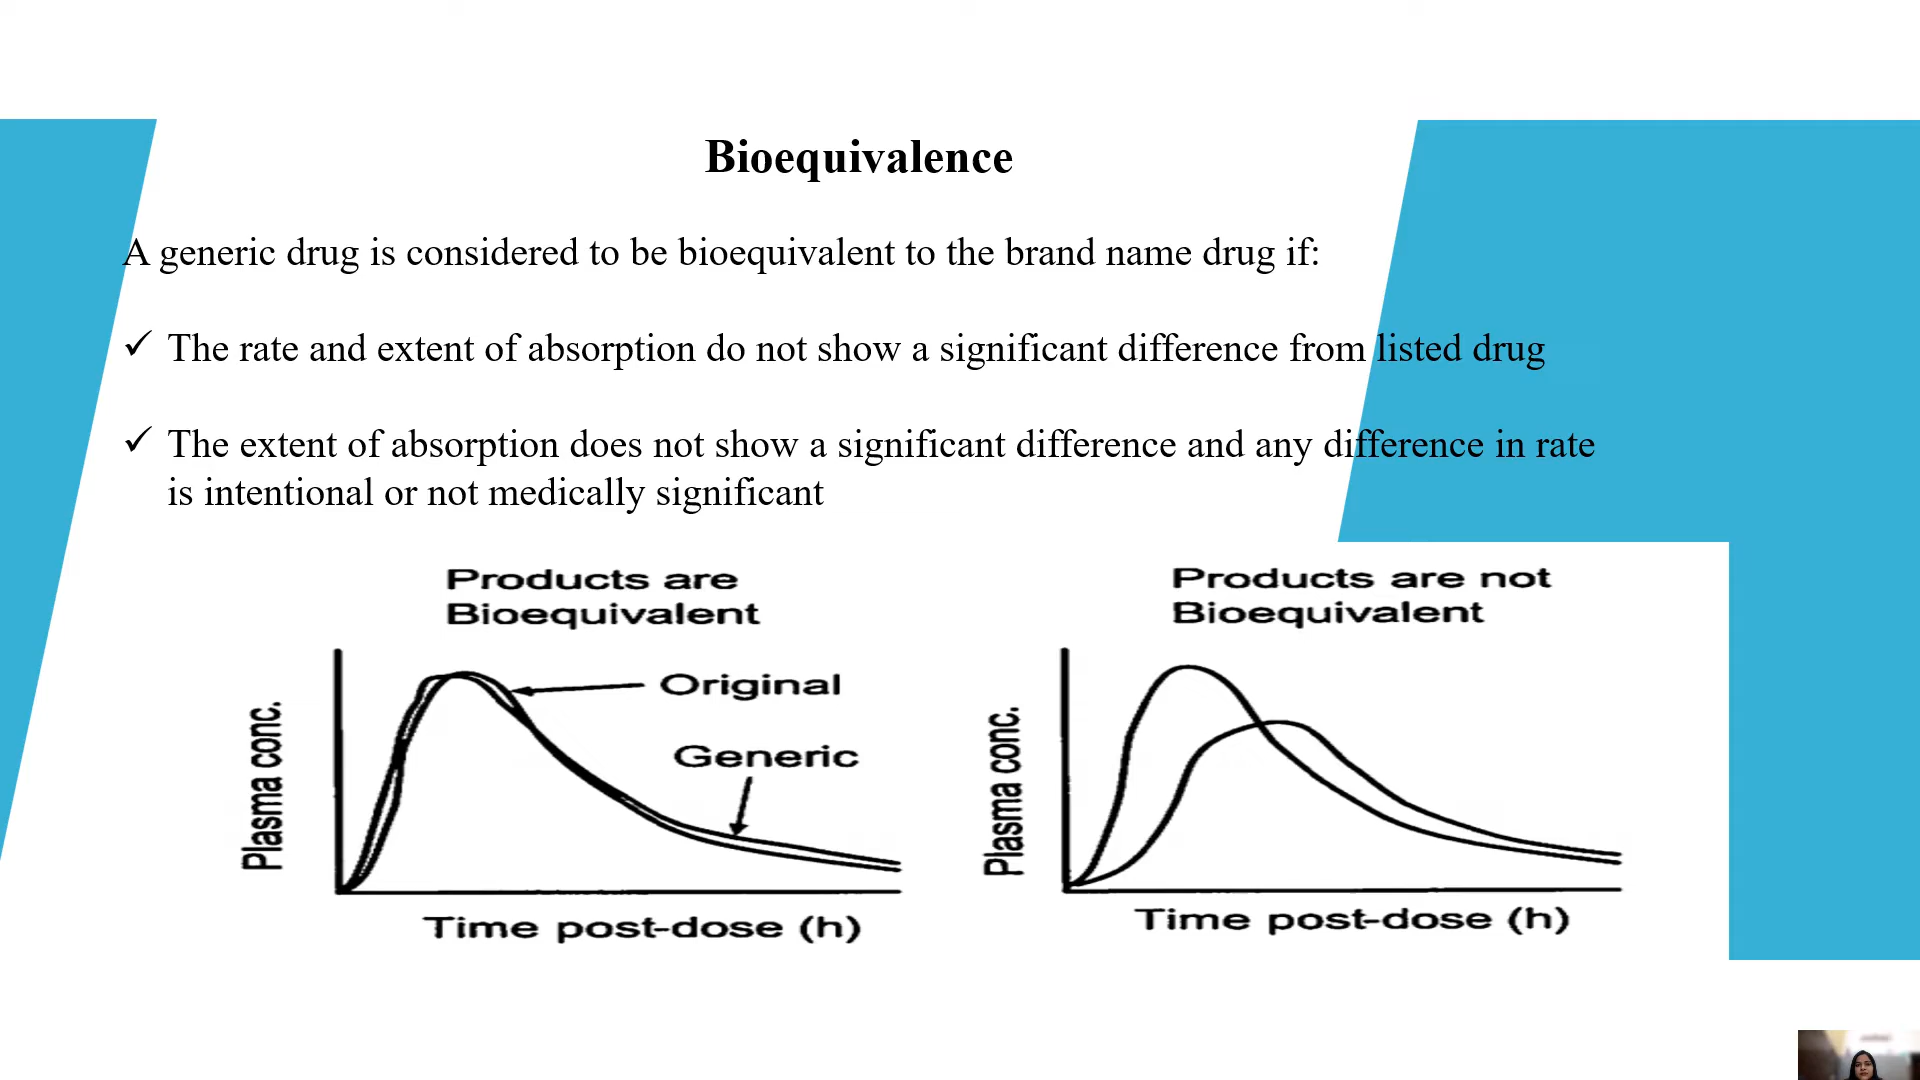 Bioequivalence
A generic drug is considered to be bioequivalent to the brand name drug if:
✓ The rate and extent of absorption do not show a significant difference from listed drug
✓ The extent of absorption does not show a significant difference and any difference in rate
is intentional or not medically significant
Products are
Bioequivalent
Original
Generic
Plasma conc.
Time post-dose (h)
Products are not
Bioequivalent
Plasma conc.
Time post-dose (h)